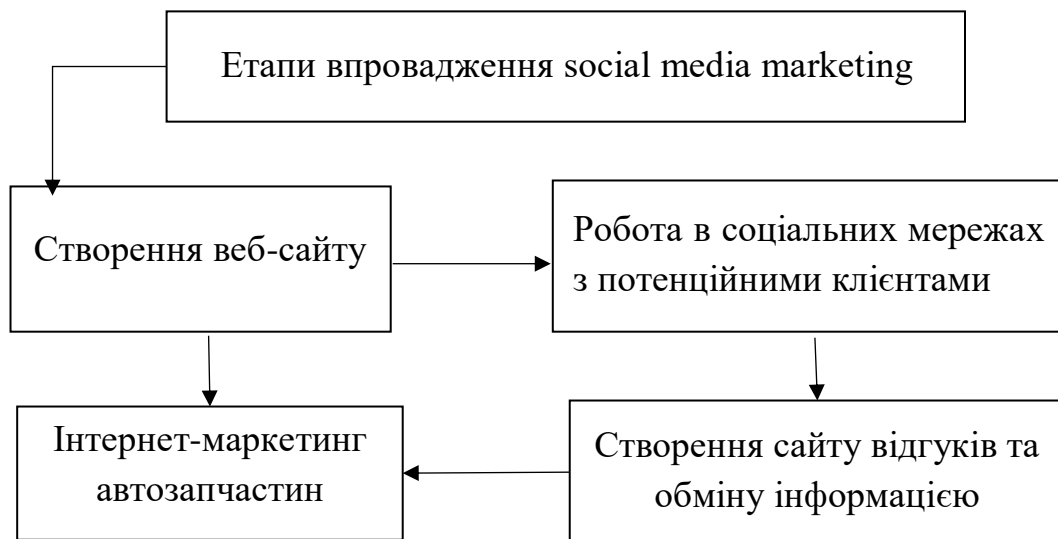 Етапи впровадження social media marketing
Створення веб-сайту
Робота в соціальних мережах
з потенційними клієнтами
Інтернет-маркетинг
автозапчастин
Створення сайту відгуків та
обміну інформацією